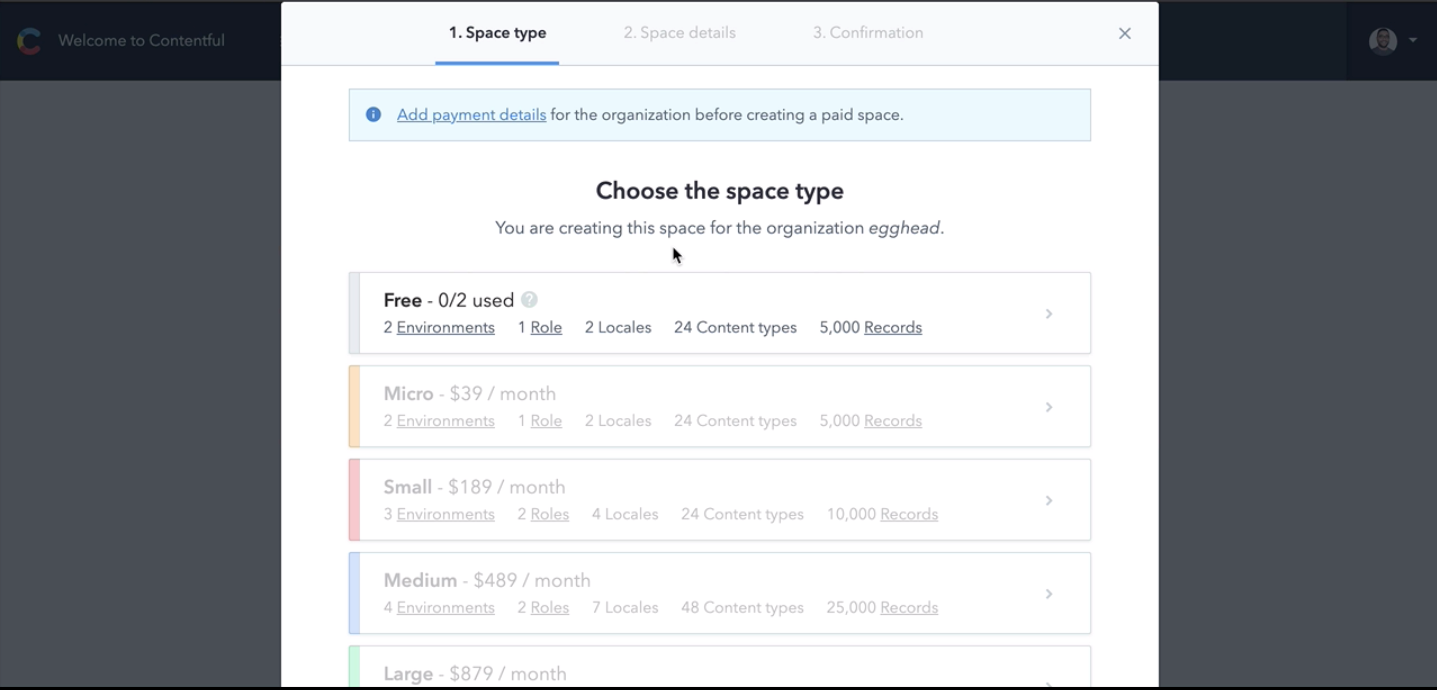 Welcome to Contentful
1. Space type
2. Space details
3. Confirmation
Add payment details for the organization before creating a paid space.
Choose the space type
You are creating this space for the organization egghead.
Free - 0/2 used ?
2 Environments 1 Role 2 Locales 24 Content types 5,000 Records
Micro - $39 / month
2 Environments 1 Role 2 Locales 24 Content types 5,000 Records
Small - $189 / month
3 Environments 2 Roles 4 Locales 24 Content types 10,000 Records
Medium - $489 / month
4 Environments 2 Roles 7 Locales 48 Content types 25,000 Records
Large - $879 / month